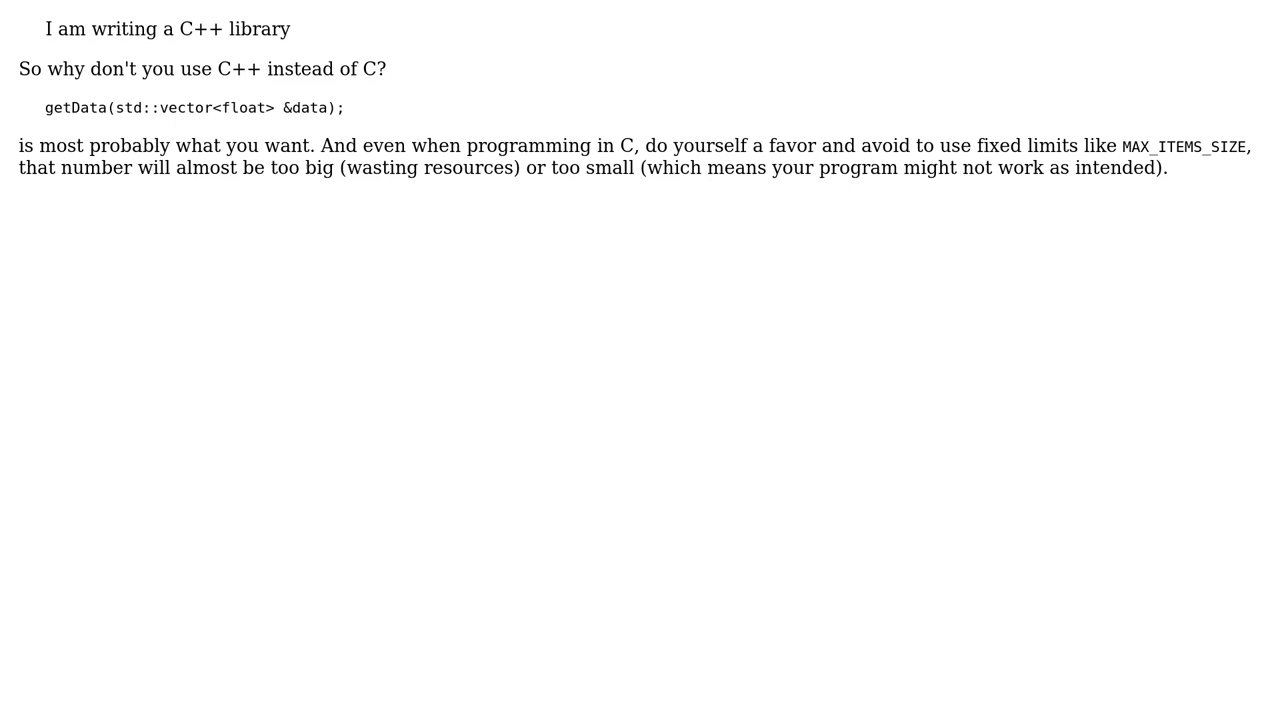 I am writing a C++ library
So why don't you use C++ instead of C?
getData(std::vector<float> &data);
is most probably what you want. And even when programming in C, do yourself a favor and avoid to use fixed limits like MAX_ITEMS_SIZE,
that number will almost be too big (wasting resources) or too small (which means your program might not work as intended).